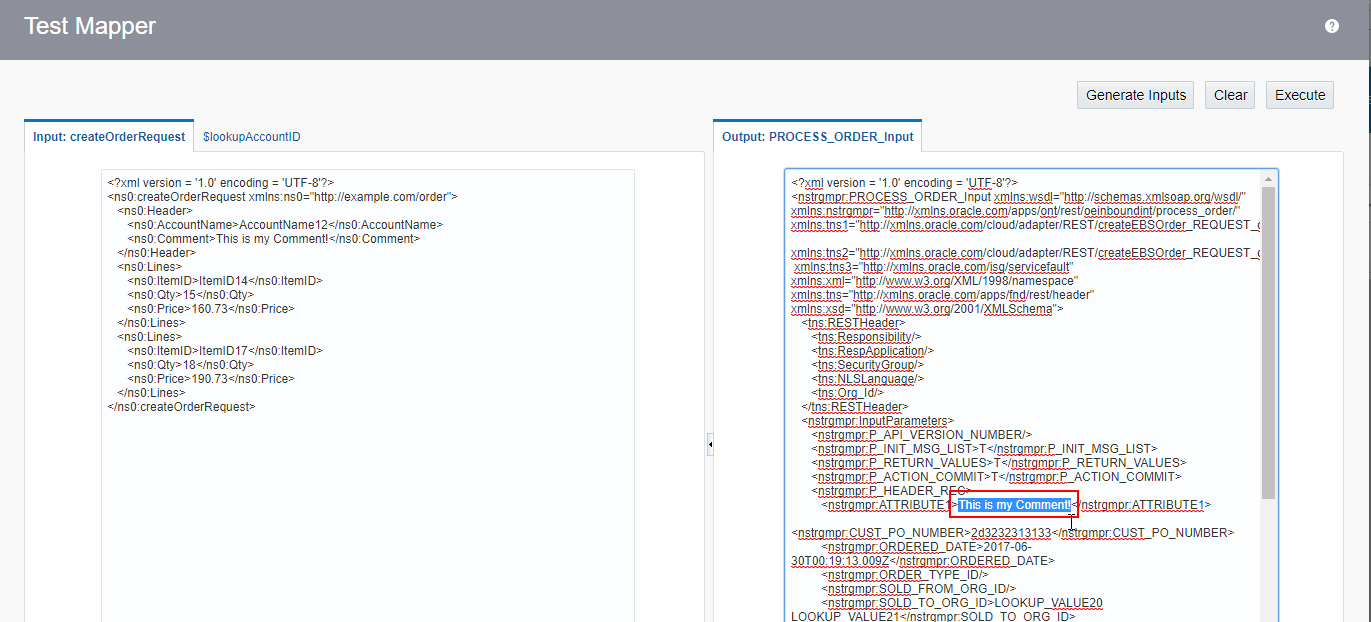 Test Mapper
Generate Inputs
Clear
Execute
Input: createOrderRequest
$lookupAccountID
<?xml version = '1.0' encoding = 'UTF-8'?>
<ns0:createOrderRequest xmlns:ns0="http://example.com/order">
<ns0:Header>
<ns0:AccountName>AccountName12</ns0:AccountName>
<ns0:Comment>This is my Comment!</ns0:Comment>
</ns0:Header>
<ns0:Lines>
<ns0:ItemID>ItemID14</ns0:ItemID>
<ns0:Qty>15</ns0:Qty>
<ns0:Price>160.73</ns0:Price>
</ns0:Lines>
<ns0:Lines>
<ns0:ItemID>ItemID17</ns0:ItemID>
<ns0:Qty>18</ns0:Qty>
<ns0:Price>190.73</ns0:Price>
</ns0:Lines>
</ns0:createOrderRequest>
Output: PROCESS_ORDER_Input
<?xml version = '1.0' encoding = 'UTF-8'?>
<nstrgmpr:PROCESS_ORDER_Input xmlns:wsdl="http://schemas.xmlsoap.org/wsdl/"
xmlns:nstrgmpr="http://xmlns.oracle.com/apps/ont/rest/oeinboundint/process_order/"
xmlns:tns1="http://xmlns.oracle.com/cloud/adapter/REST/createEBSOrder_REQUEST_
xmlns:tns2="http://xmlns.oracle.com/cloud/adapter/REST/createEBSOrder_REQUEST_
xmlns:tns3="http://xmlns.oracle.com/isg/servicefault"
xmlns:xml="http://www.w3.org/XML/1998/namespace"
xmlns:tns="http://xmlns.oracle.com/apps/fnd/rest/header"
xmlns:xsd="http://www.w3.org/2001/XMLSchema">
<tns:RESTHeader>
<tns:Responsibility/>
<tns:RespApplication/>
<tns:SecurityGroup/>
<tns:NLSLanguage/>
<tns:Org_Id/>
</tns:RESTHeader>
<nstrgmpr:InputParameters>
<nstrgmpr:P_API_VERSION_NUMBER/>
<nstrgmpr:P_INIT_MSG_LIST>T</nstrgmpr:P_INIT_MSG_LIST>
<nstrgmpr:P_RETURN_VALUES>T</nstrgmpr:P_RETURN_VALUES>
<nstrgmpr:P_ACTION_COMMIT>T</nstrgmpr:P_ACTION_COMMIT>
<nstrgmpr:P_HEADER_REC>
<nstrgmpr:ATTRIBUTE1>This is my Comment!</nstrgmpr:ATTRIBUTE1>
<nstrgmpr:CUST_PO_NUMBER>2d3232313133</nstrgmpr:CUST_PO_NUMBER>
<nstrgmpr:ORDERED_DATE>2017-06-
30T00:19:13.009Z</nstrgmpr:ORDERED_DATE>
<nstrgmpr:ORDER_TYPE_ID/>
<nstrgmpr:SOLD_FROM_ORG_ID/>
<nstrgmpr:SOLD_TO_ORG_ID>LOOKUP_VALUE20
LOOKUP_VALUE21</nstrgmpr:SOLD_TO_ORG_ID>